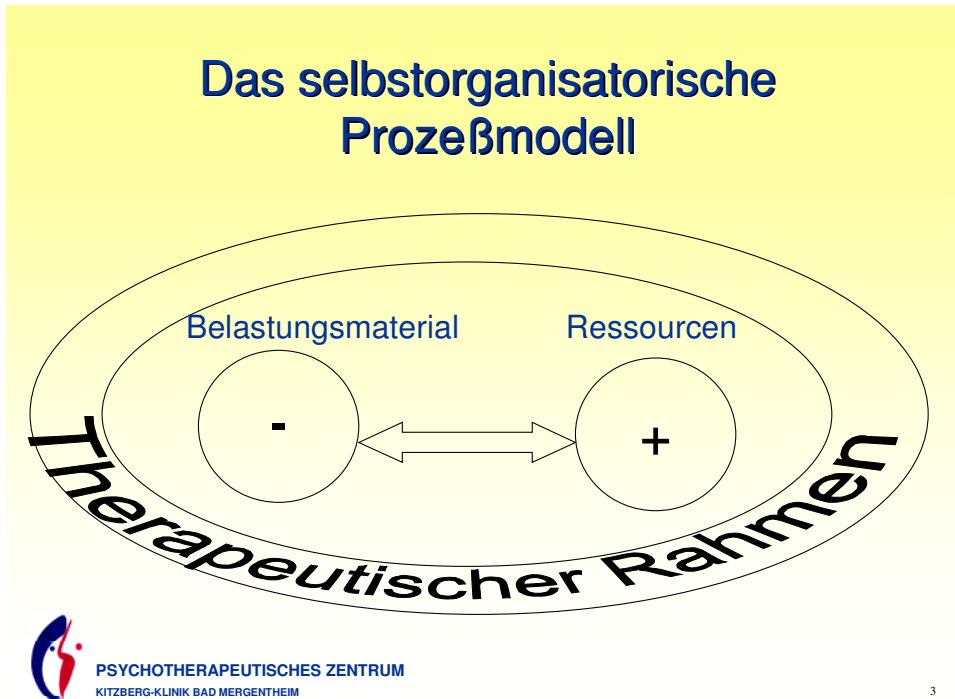 Das selbstorganisatorische
Prozeßmodell
Belastungsmaterial Ressourcen
- +
Therapeutischer Rahmen
PSYCHOTHERAPEUTISCHES ZENTRUM
KITZBERG-KLINIK BAD MERGENTHEIM
3